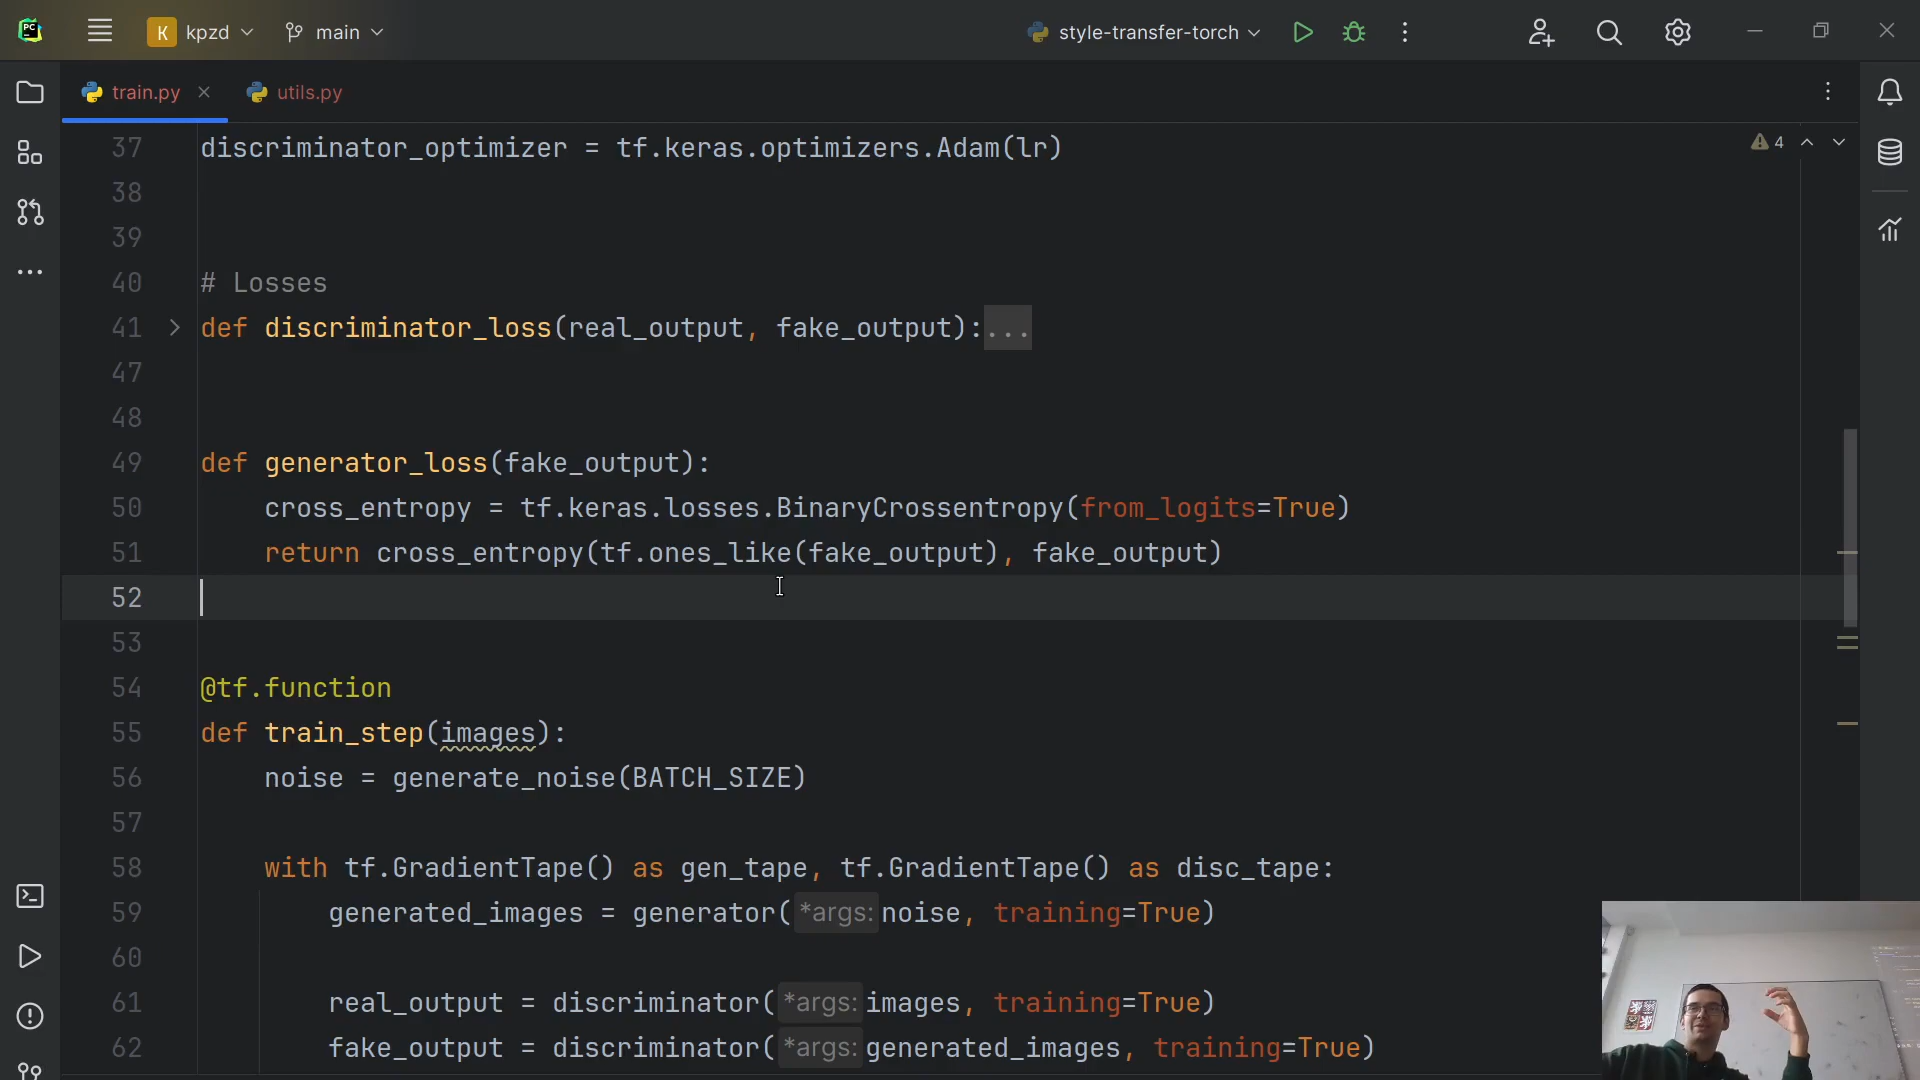 PC
K kpzd
main
style-transfer-torch
train.py
utils.py
4
37 discriminator_optimizer = tf.keras.optimizers.Adam(lr)
38
39
40 # Losses
41 def discriminator_loss(real_output, fake_output):...
47
48
49 def generator_loss(fake_output):
50 cross_entropy = tf.keras.losses.BinaryCrossentropy(from_logits=True)
51 return cross_entropy(tf.ones_like(fake_output), fake_output)
52
53
54 @tf.function
55 def train_step(images):
56 noise = generate_noise(BATCH_SIZE)
57
58 with tf.GradientTape() as gen_tape, tf.GradientTape() as disc_tape:
59 generated_images = generator(*args: noise, training=True)
60
61 real_output = discriminator(*args: images, training=True)
62 fake_output = discriminator(*args: generated_images, training=True)